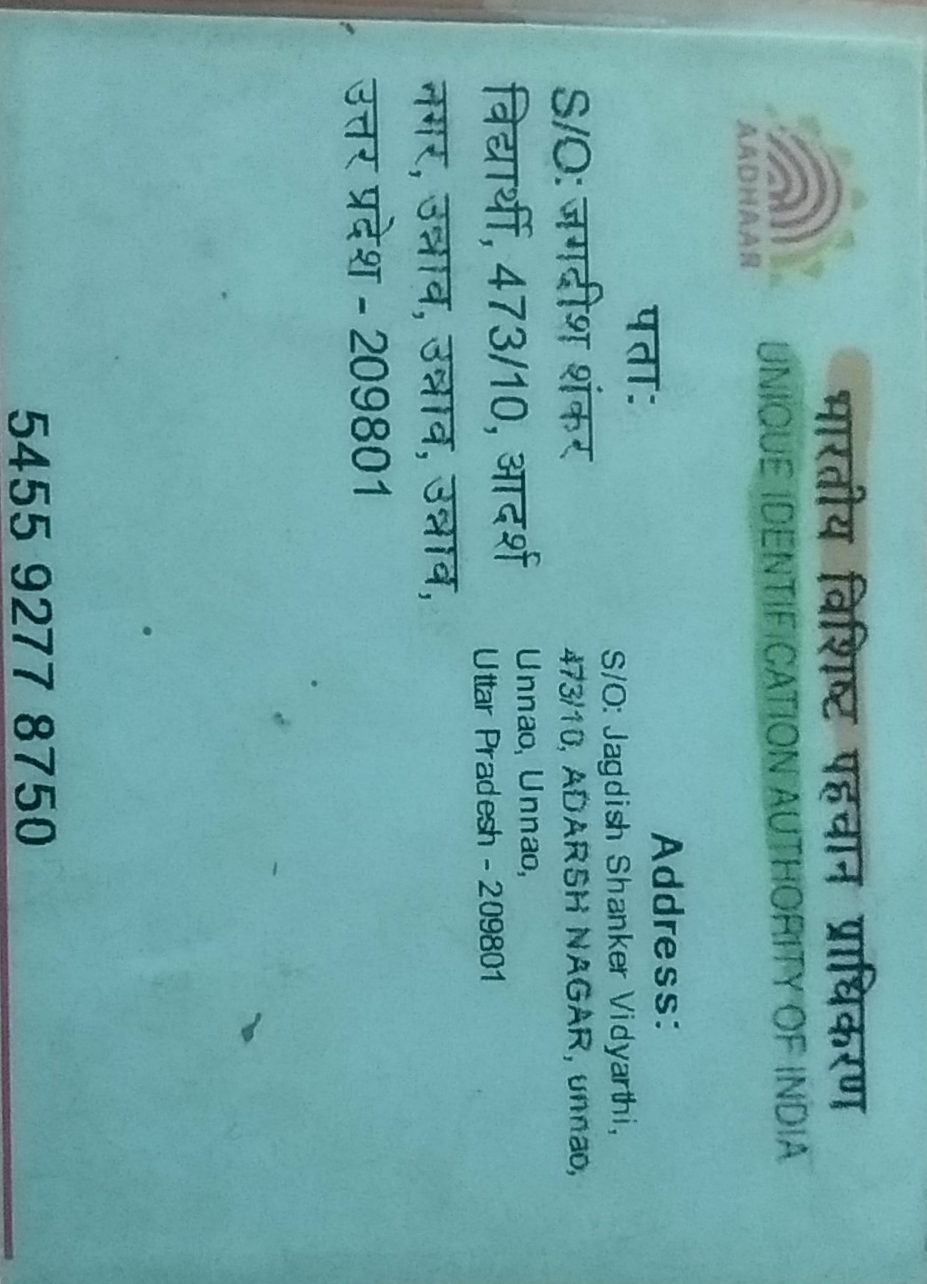 भारतीय विशिष्ट पहचान प्राधिकरण
UNIQUE IDENTIFICATION AUTHORITY OF INDIA
AADHAAR
पता:
S/O: जगदीश शंकर
विद्यार्थी, 473/10, आदर्श
नगर, उन्नाव, उन्नाव, उन्नाव,
उत्तर प्रदेश - 209801
Address:
S/O: Jagdish Shanker Vidyarthi,
473/10, ADARSH NAGAR, unnao,
Unnao, Unnao,
Uttar Pradesh - 209801
5455 9277 8750